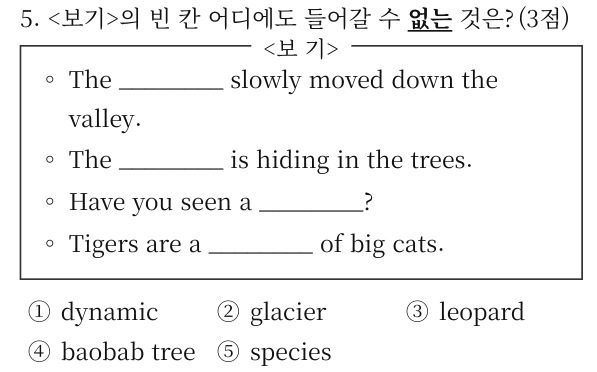 5. <보기>의 빈 칸 어디에도 들어갈 수 없는 것은?(3점)
<보 기>
◦ The ________ slowly moved down the
valley.
◦ The ________ is hiding in the trees.
◦ Have you seen a ________?
◦ Tigers are a ________ of big cats.
① dynamic ② glacier ③ leopard
④ baobab tree ⑤ species